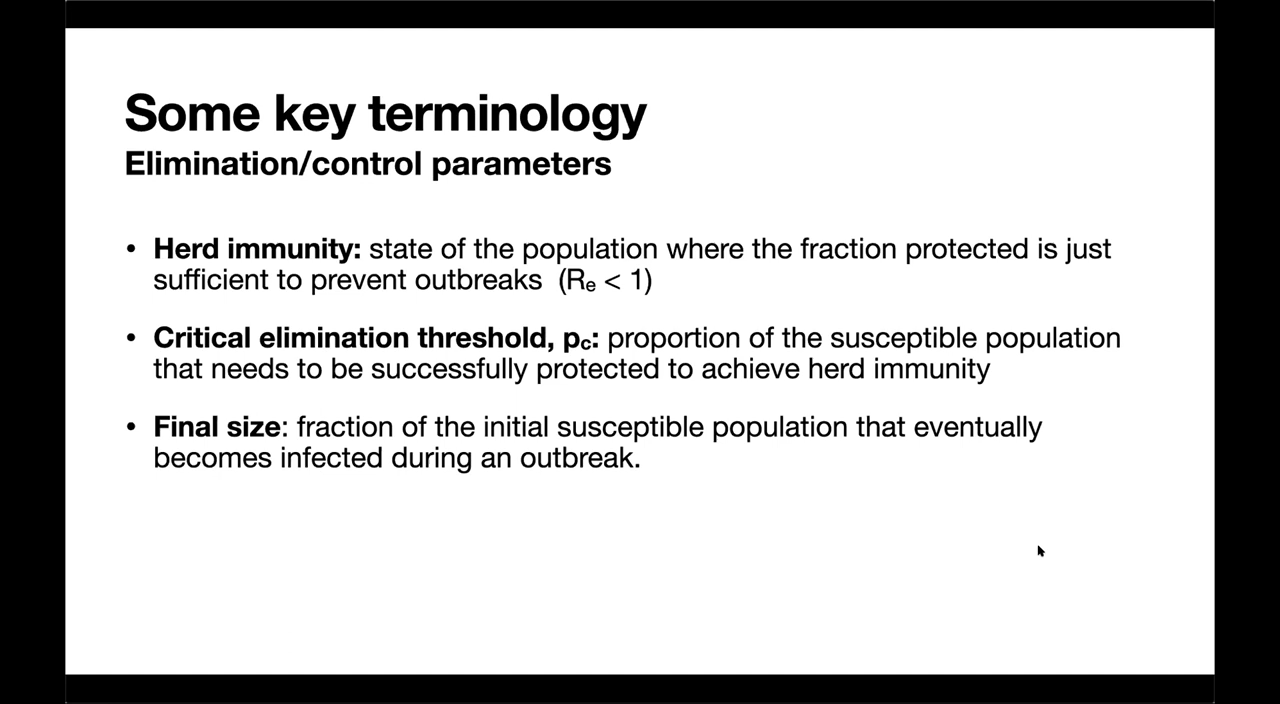 Some key terminology
Elimination/control parameters
• Herd immunity: state of the population where the fraction protected is just
sufficient to prevent outbreaks  (Re < 1)
• Critical elimination threshold, pc: proportion of the susceptible population
that needs to be successfully protected to achieve herd immunity
• Final size: fraction of the initial susceptible population that eventually
becomes infected during an outbreak.